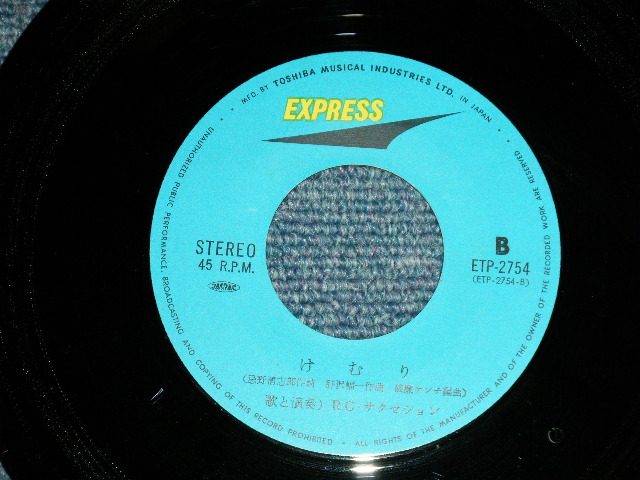 MFD. BY TOSHIBA MUSICAL INDUSTRIES LTD. IN JAPAN
EXPRESS
STEREO
45 R.P.M.
JASRAC
B
ETP-2754
(ETP-2754-B)
けむり
歌と演奏) RC・サクセション
UNAUTHORIZED PUBLIC PERFORMANCE, BROADCASTING AND COPYING OF THIS RECORD PROHIBITED • ALL RIGHTS OF THE MANUFACTURER AND OF THE OWNER OF THE RECORDED WORK ARE RESERVED